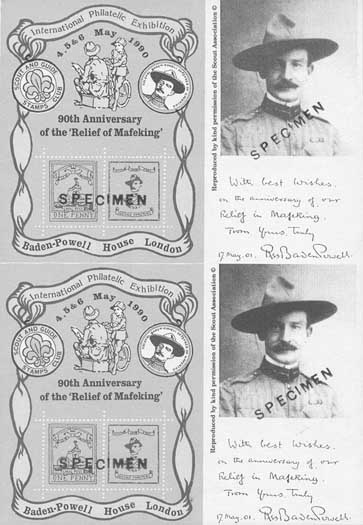 International Philatelic Exhibition
4,5 & 6 May 1990
SCOUT AND GUIDE
STAMPS CLUB
90th Anniversary
of the 'Relief of Mafeking'
SPECIMEN
ONE PENNY
Baden-Powell House London
Reproduced by kind permission of the Scout Association ©
SPECIMEN
With best wishes.
on the anniversary of our
Relief in Mafeking.
From Yours Truly
17 May. 01. RSS Baden Powell.
International Philatelic Exhibition
4,5 & 6 May 1990
SCOUT AND GUIDE
STAMPS CLUB
90th Anniversary
of the 'Relief of Mafeking'
SPECIMEN
ONE PENNY
Baden-Powell House London
Reproduced by kind permission of the Scout Association ©
SPECIMEN
With best wishes.
on the anniversary of our
Relief in Mafeking.
From Yours Truly
17 May. 01. RSS Baden Powell.